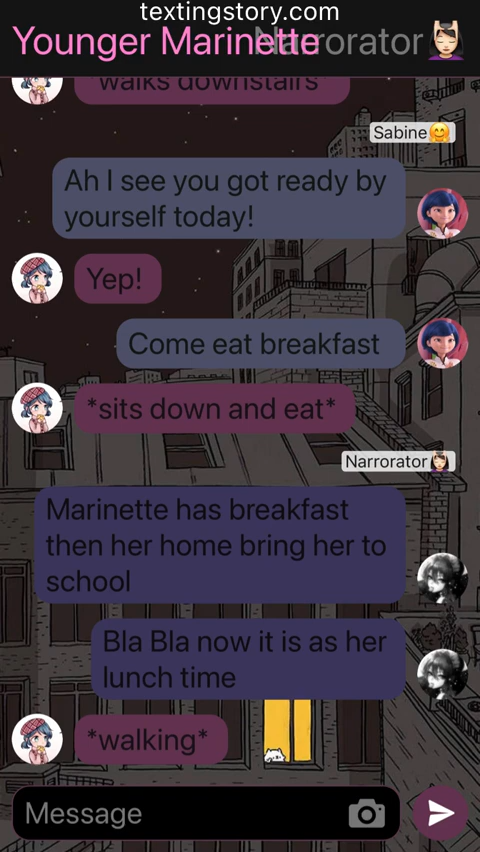 textingstory.com
Younger Marinette
Narrorator
*walks downstairs*
Sabine
Ah I see you got ready by
yourself today!
Yep!
Come eat breakfast
*sits down and eat*
Narrorator
Marinette has breakfast
then her home bring her to
school
Bla Bla now it is as her
lunch time
*walking*
Message